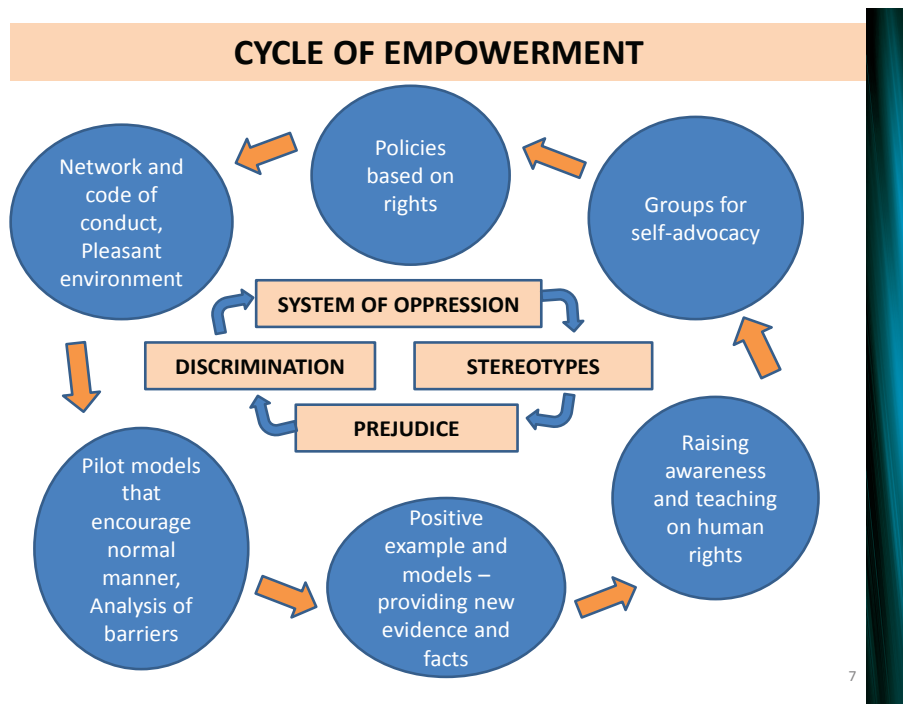 CYCLE OF EMPOWERMENT
Policies
based on
rights
Network and
code of
conduct,
Pleasant
environment
Groups for
self-advocacy
SYSTEM OF OPPRESSION
DISCRIMINATION
STEREOTYPES
PREJUDICE
Pilot models
that
encourage
normal
manner,
Analysis of
barriers
Positive
example and
models –
providing new
evidence and
facts
Raising
awareness
and teaching
on human
rights
7